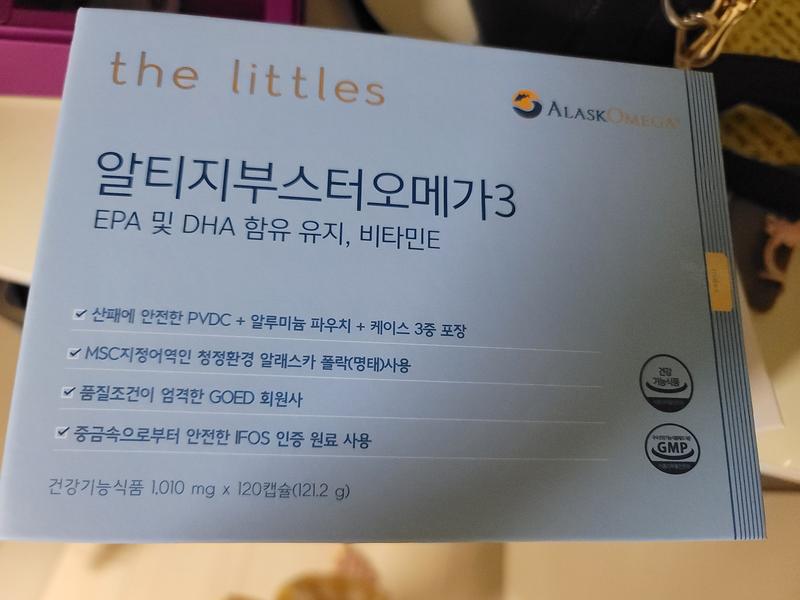 the littles
ALASKOMEGA
알티지부스터오메가3
EPA 및 DHA 함유 유지, 비타민E
산패에 안전한 PVDC + 알루미늄 파우치 + 케이스 3중 포장
MSC지정어역인 청정환경 알래스카 폴락(명태)사용
품질조건이 엄격한 GOED 회원사
중금속으로부터 안전한 IFOS 인증 원료 사용
건강
기능식품
GMP
건강기능식품 1,010 mg x 120캡슐(121.2 g)